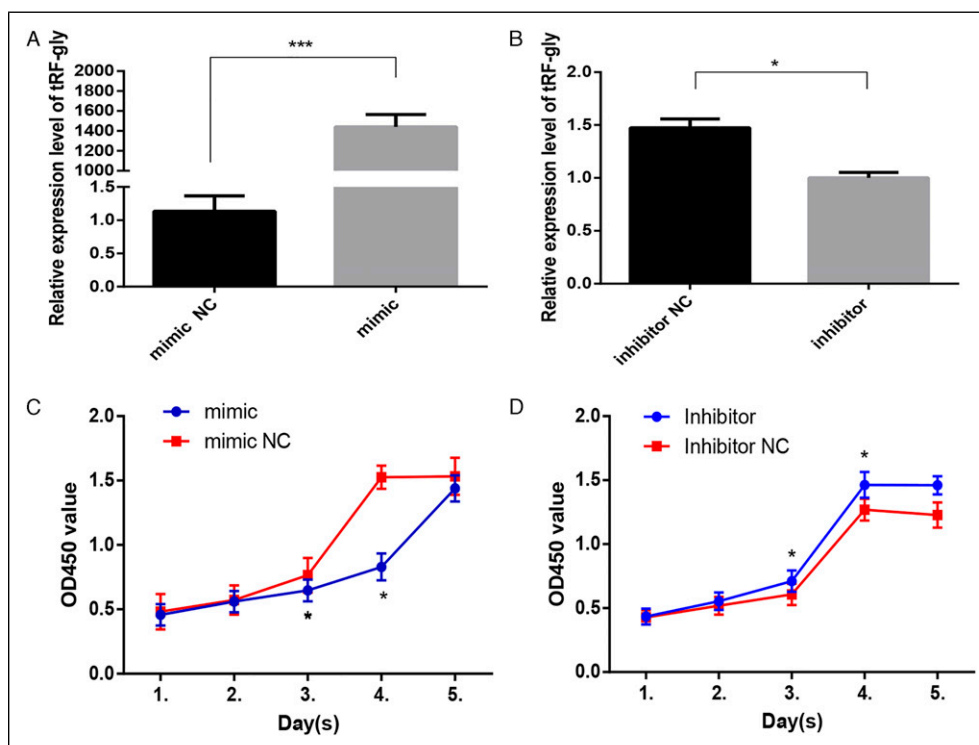 A
Relative expression level of tRF-gly
2000
1800
1600
1400
1200
1000
1.5
1.0
0.5
0.0
***
mimic NC
mimic
B
Relative expression level of tRF-gly
2.0
1.5
1.0
0.5
0.0
*
inhibitor NC
inhibitor
C
mimic
mimic NC
OD450 value
2.0
1.5
1.0
0.5
0.0
*
*
1. 2. 3. 4. 5.
Day(s)
D
Inhibitor
Inhibitor NC
OD450 value
2.0
1.5
1.0
0.5
0.0
*
*
1. 2. 3. 4. 5.
Day(s)